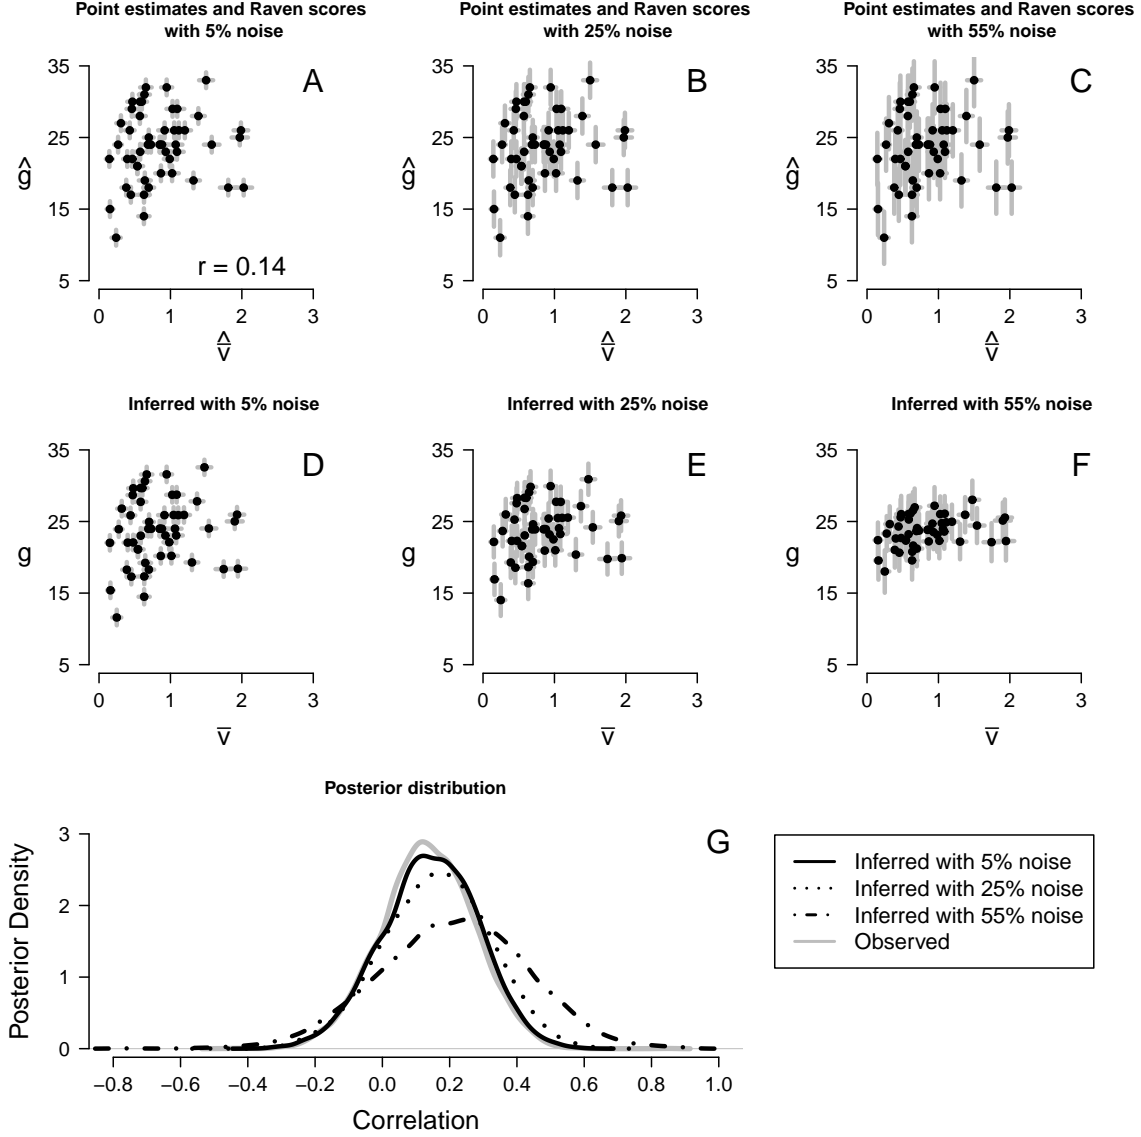 Point estimates and Raven scores
with 5% noise
Point estimates and Raven scores
with 25% noise
Point estimates and Raven scores
with 55% noise
A
B
C
35
25
15
5
ĝ
r = 0.14
0 1 2 3
v̄̂
35
25
15
5
ĝ
0 1 2 3
v̄̂
35
25
15
5
ĝ
0 1 2 3
v̄̂
Inferred with 5% noise
Inferred with 25% noise
Inferred with 55% noise
D
E
F
35
25
15
5
g
0 1 2 3
v̄
35
25
15
5
g
0 1 2 3
v̄
35
25
15
5
g
0 1 2 3
v̄
Posterior distribution
G
3
2
1
0
Posterior Density
−0.8 −0.6 −0.4 −0.2 0.0 0.2 0.4 0.6 0.8 1.0
Correlation
Inferred with 5% noise
Inferred with 25% noise
Inferred with 55% noise
Observed